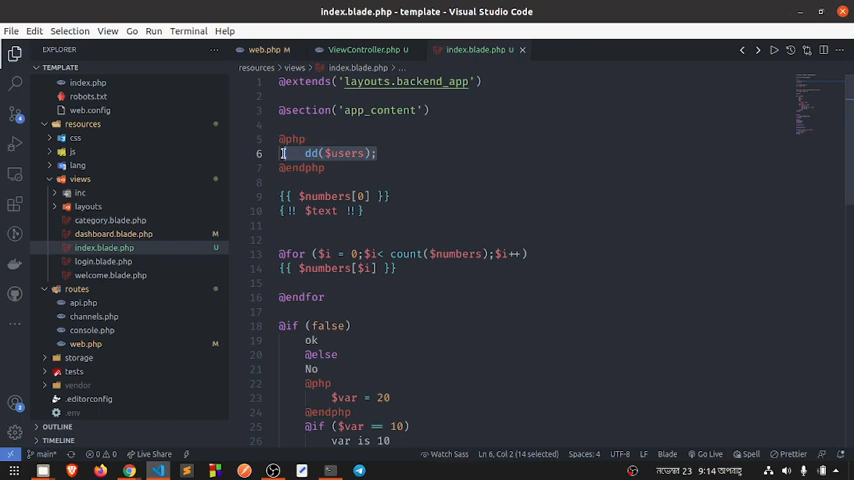 index.blade.php - template - Visual Studio Code
File Edit Selection View Go Run Terminal Help
EXPLORER
web.php M
ViewController.php U
index.blade.php U
TEMPLATE
index.php
robots.txt
web.config
resources
css
js
lang
views
inc
layouts
category.blade.php
dashboard.blade.php M
index.blade.php U
login.blade.php
welcome.blade.php
routes
api.php
channels.php
console.php
web.php M
storage
tests
vendor
.editorconfig
.env
OUTLINE
TIMELINE
resources views index.blade.php ...
1 @extends('layouts.backend_app')
2
3 @section('app_content')
4
5 @php
6 dd($users);
7 @endphp
8
9 {{ $numbers[0] }}
10 {!! $text !!}
11
12
13 @for ($i = 0;$i< count($numbers);$i++)
14 {{ $numbers[$i] }}
15
16 @endfor
17
18 @if (false)
19 ok
20 @else
21 No
22 @php
23 $var = 20
24 @endphp
25 @if ($var == 10)
26 var is 10
main* 0 0 Live Share Watch Sass Ln 6, Col 2 (14 selected) Spaces: 4 UTF-8 LF Blade Go Live Spell Prettier
নভেম্বর 23 9:14 অপরাহ্ণ